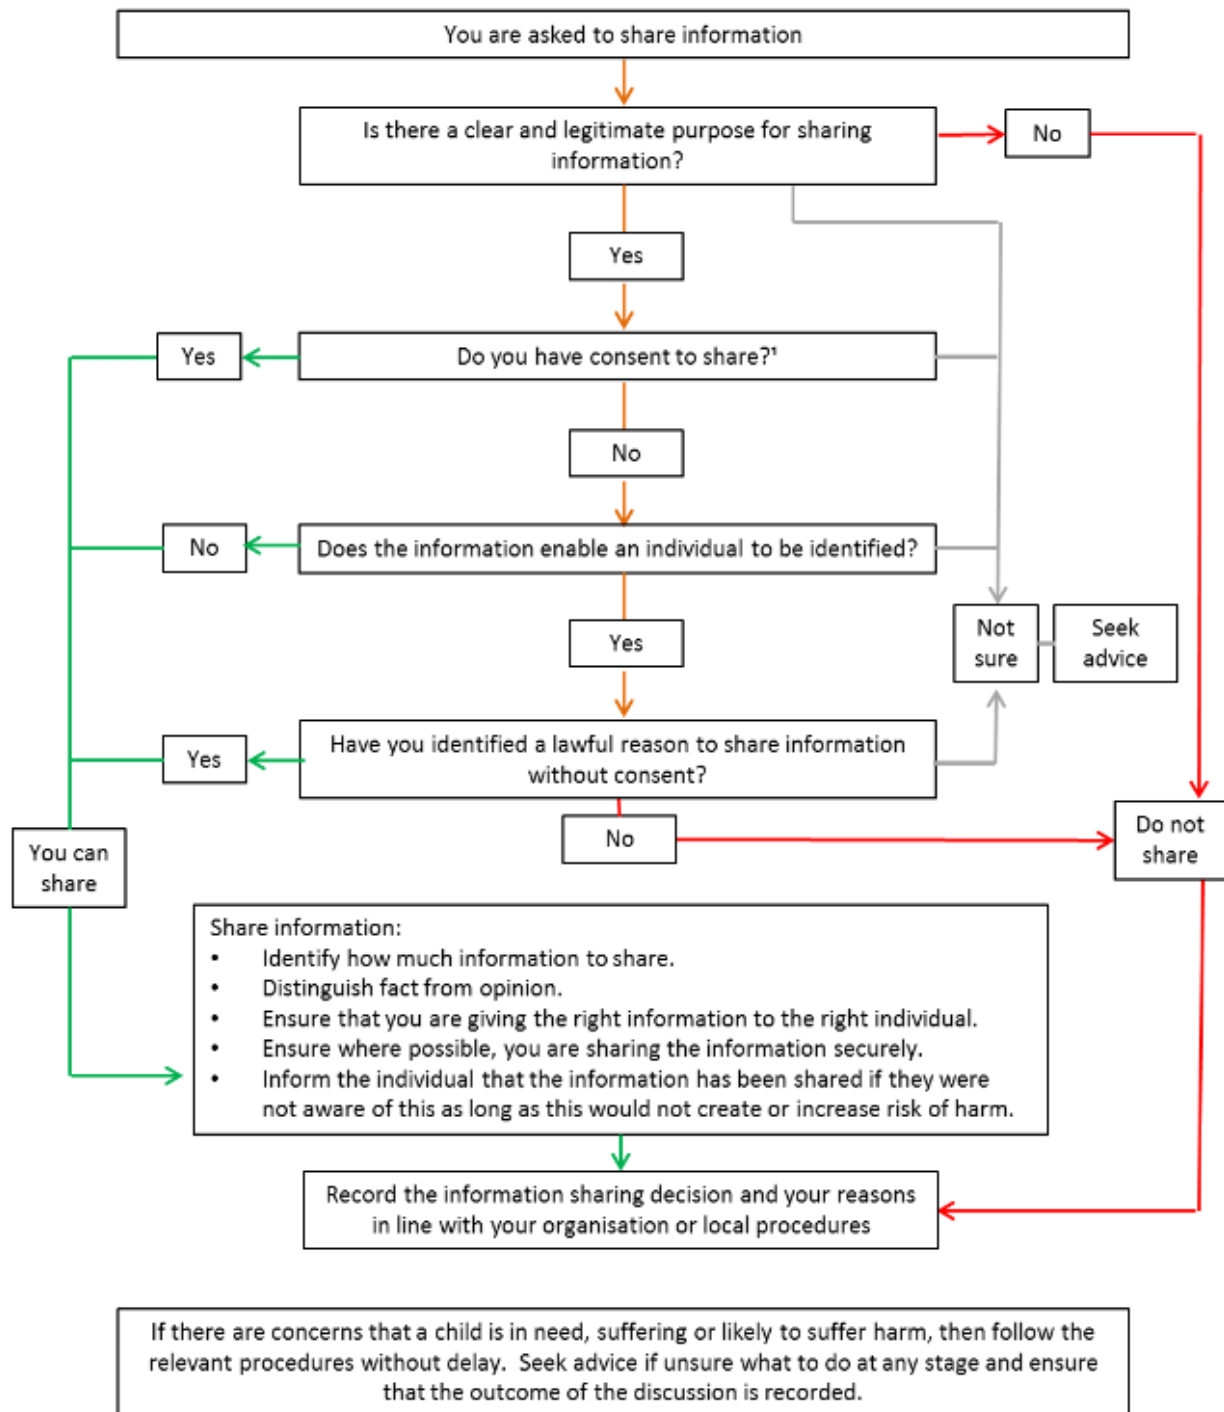 You are asked to share information
Is there a clear and legitimate purpose for sharing
information?
No
Yes
Do you have consent to share?¹
Yes
No
Does the information enable an individual to be identified?
No
Yes
Not
sure
Seek
advice
Have you identified a lawful reason to share information
without consent?
Yes
No
You can
share
Do not
share
Share information:
• Identify how much information to share.
• Distinguish fact from opinion.
• Ensure that you are giving the right information to the right individual.
• Ensure where possible, you are sharing the information securely.
• Inform the individual that the information has been shared if they were
not aware of this as long as this would not create or increase risk of harm.
Record the information sharing decision and your reasons
in line with your organisation or local procedures
If there are concerns that a child is in need, suffering or likely to suffer harm, then follow the
relevant procedures without delay. Seek advice if unsure what to do at any stage and ensure
that the outcome of the discussion is recorded.